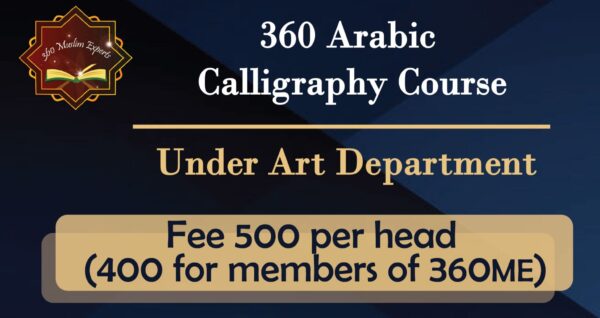 360 Muslim Experts
360 Arabic
Calligraphy Course
Under Art Department
Fee 500 per head
(400 for members of 360ME)